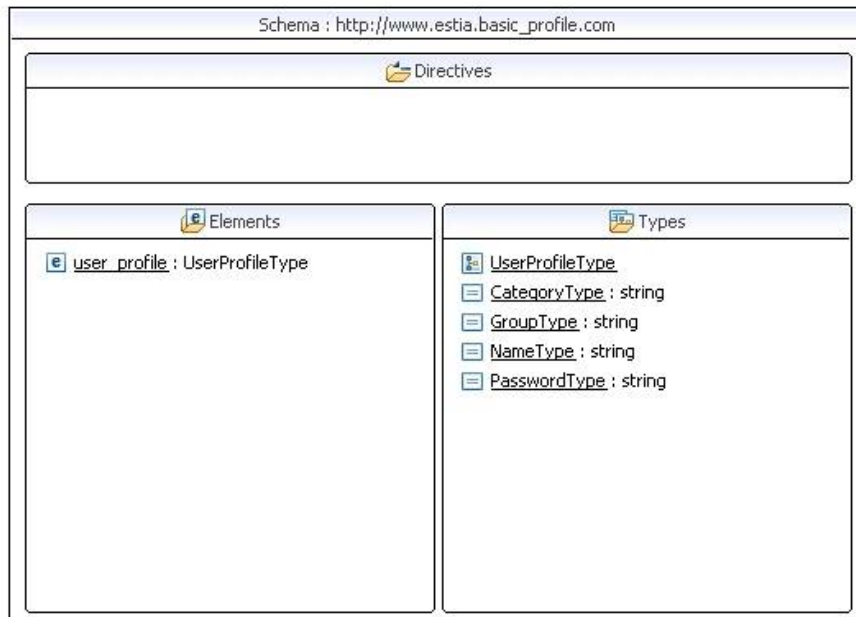 Schema : http://www.estia.basic_profile.com
Directives
Elements
user_profile : UserProfileType
Types
UserProfileType
CategoryType : string
GroupType : string
NameType : string
PasswordType : string